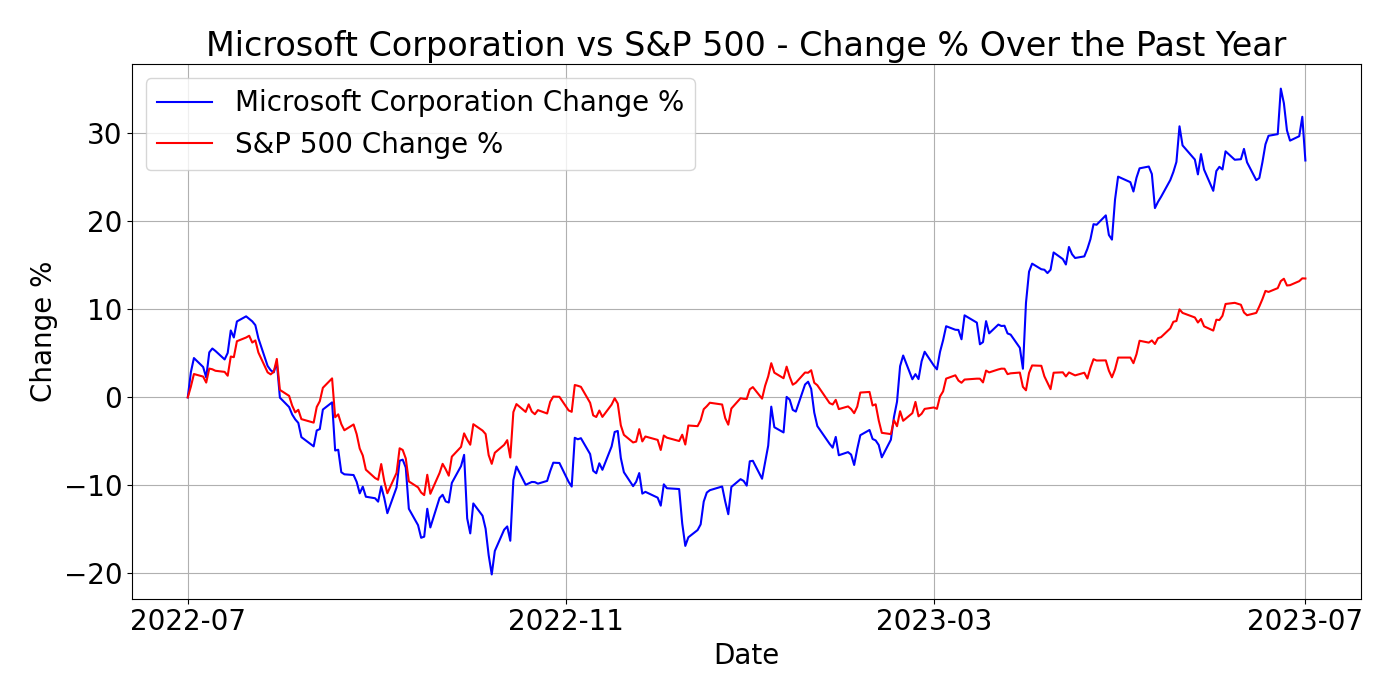 Microsoft Corporation vs S&P 500 - Change % Over the Past Year
Microsoft Corporation Change %
S&P 500 Change %
Change %
30
20
10
0
−10
−20
2022-07
2022-11
2023-03
2023-07
Date